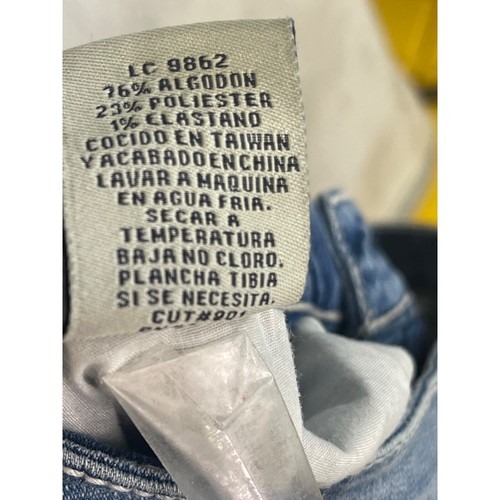 LC 9862
76% ALGODON
23% POLIESTER
1% ELASTANO
COCIDO EN TAIWAN
Y ACABADO EN CHINA
LAVAR A MAQUINA
EN AGUA FRIA.
SECAR A
TEMPERATURA
BAJA NO CLORO.
PLANCHA TIBIA
SI SE NECESITA.